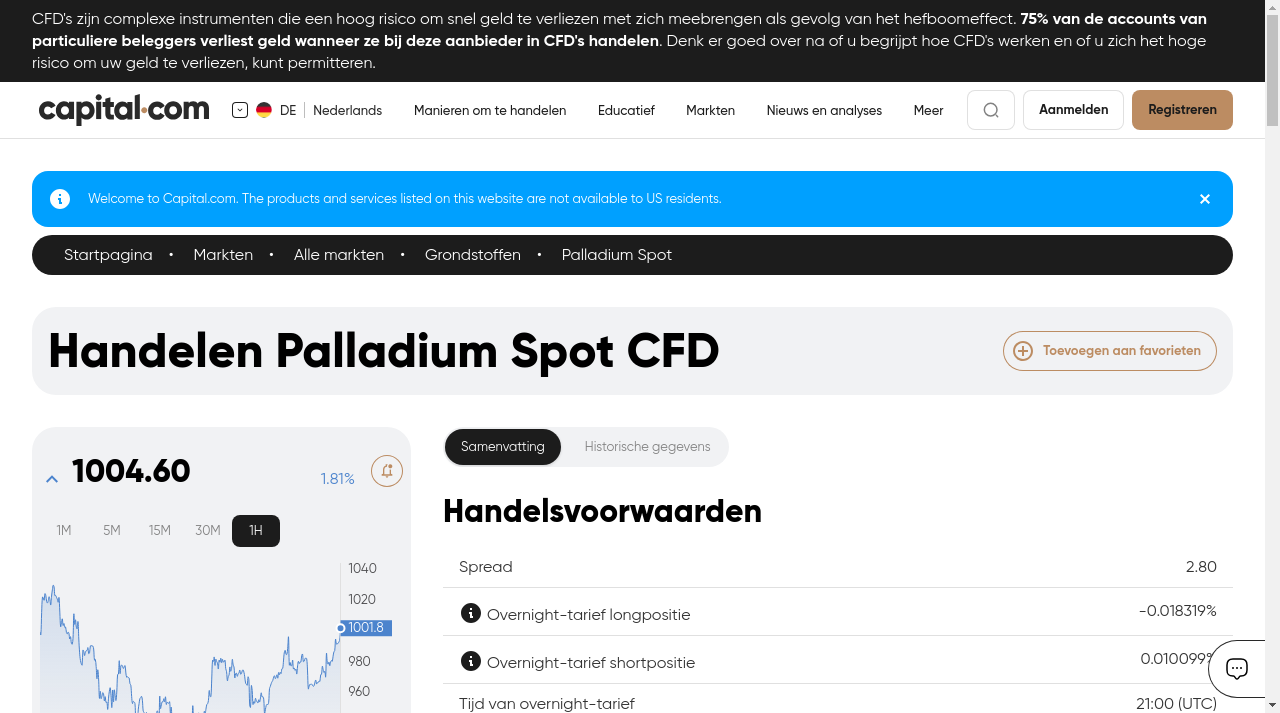 CFD's zijn complexe instrumenten die een hoog risico om snel geld te verliezen met zich meebrengen als gevolg van het hefboomeffect. 75% van de accounts van
particuliere beleggers verliest geld wanneer ze bij deze aanbieder in CFD's handelen. Denk er goed over na of u begrijpt hoe CFD's werken en of u zich het hoge
risico om uw geld te verliezen, kunt permitteren.
capital.com DE Nederlands Manieren om te handelen Educatief Markten Nieuws en analyses Meer Aanmelden Registreren
Welcome to Capital.com. The products and services listed on this website are not available to US residents.
Startpagina • Markten • Alle markten • Grondstoffen • Palladium Spot
Handelen Palladium Spot CFD
Toevoegen aan favorieten
1004.60
1.81%
1M 5M 15M 30M 1H
1040
1020
1001.8
980
960
Samenvatting Historische gegevens
Handelsvoorwaarden
Spread 2.80
Overnight-tarief longpositie -0.018319%
Overnight-tarief shortpositie 0.010099%
Tijd van overnight-tarief 21:00 (UTC)